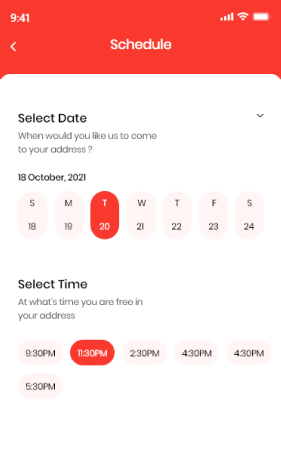 9:41
Schedule
Select Date
When would you like us to come
to your address ?
18 October, 2021
S M T W T F S
18 19 20 21 22 23 24
Select Time
At what's time you are free in
your address
9:30PM 11:30PM 2:30PM 4:30PM 4:30PM
5:30PM